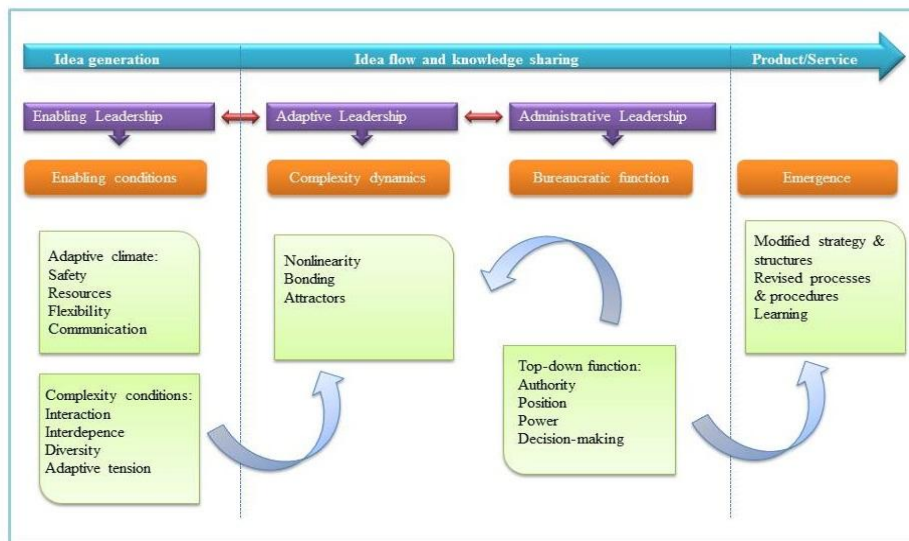 Idea generation
Idea flow and knowledge sharing
Product/Service
Enabling Leadership
Adaptive Leadership
Administrative Leadership
Enabling conditions
Complexity dynamics
Bureaucratic function
Emergence
Adaptive climate:
Safety
Resources
Flexibility
Communication
Complexity conditions:
Interaction
Interdepence
Diversity
Adaptive tension
Nonlinearity
Bonding
Attractors
Top-down function:
Authority
Position
Power
Decision-making
Modified strategy &
structures
Revised processes
& procedures
Learning